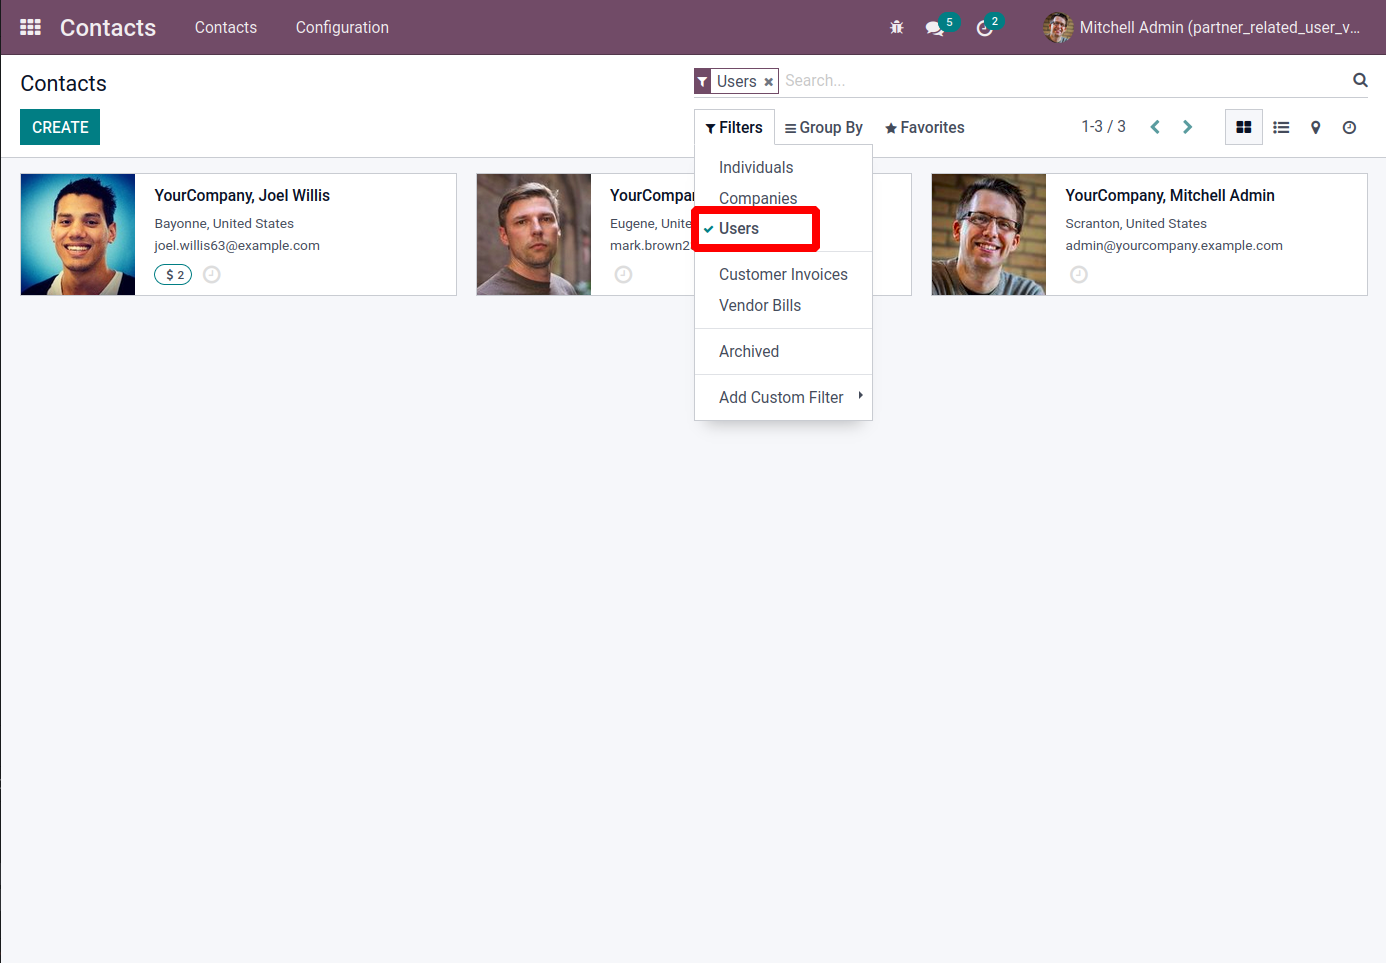 Contacts Contacts Configuration 5 2 Mitchell Admin (partner_related_user_v...
Contacts
Users × Search...
CREATE
Filters Group By Favorites 1-3 / 3
Individuals
Companies
Users
Customer Invoices
Vendor Bills
Archived
Add Custom Filter
YourCompany, Joel Willis
Bayonne, United States
joel.willis63@example.com
$ 2
YourCompa
Eugene, Unite
mark.brown2
YourCompany, Mitchell Admin
Scranton, United States
admin@yourcompany.example.com